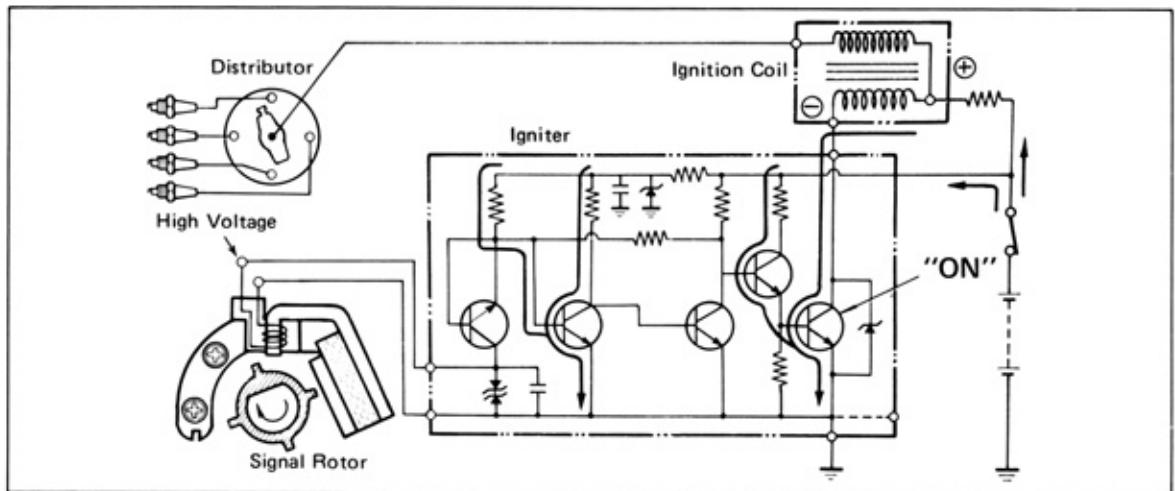 Distributor
Ignition Coil
⊕
⊖
Igniter
High Voltage
"ON"
Signal Rotor